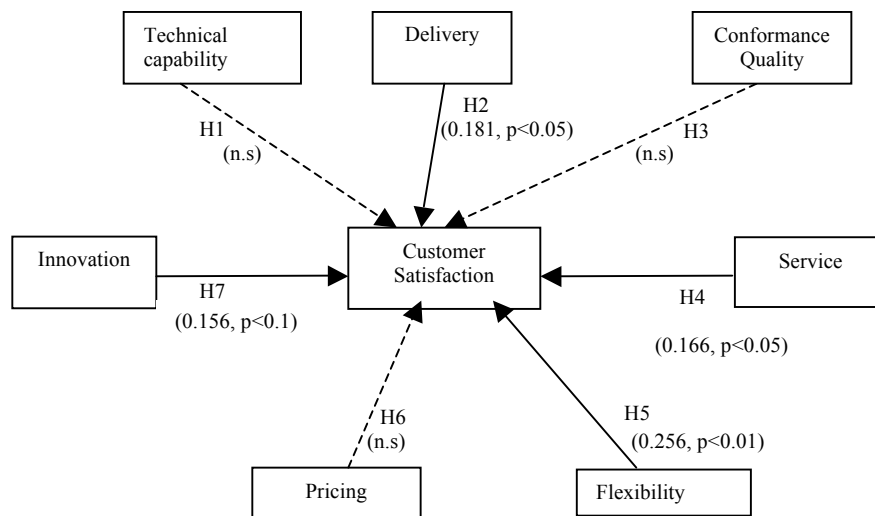 Technical
capability
Delivery
Conformance
Quality
H1
(n.s)
H2
(0.181, p<0.05)
H3
(n.s)
Innovation
Customer
Satisfaction
Service
H7
(0.156, p<0.1)
H4
(0.166, p<0.05)
H6
(n.s)
H5
(0.256, p<0.01)
Pricing
Flexibility